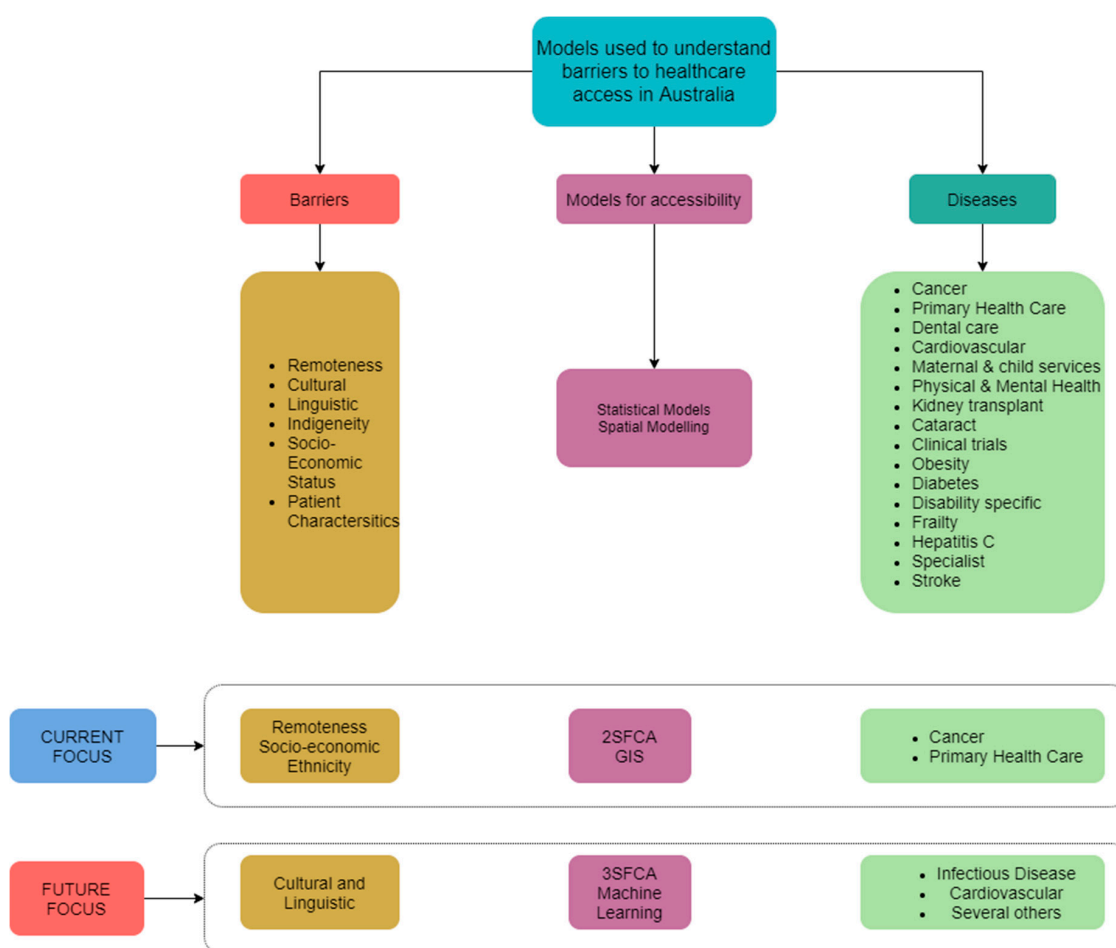 Models used to understand
barriers to healthcare
access in Australia
Barriers
Models for accessibility
Diseases
• Remoteness
• Cultural
• Linguistic
• Indigeneity
• Socio-
Economic
Status
• Patient
Charactersitics
Statistical Models
Spatial Modelling
• Cancer
• Primary Health Care
• Dental care
• Cardiovascular
• Maternal & child services
• Physical & Mental Health
• Kidney transplant
• Cataract
• Clinical trials
• Obesity
• Diabetes
• Disability specific
• Frailty
• Hepatitis C
• Specialist
• Stroke
CURRENT
FOCUS
Remoteness
Socio-economic
Ethnicity
2SFCA
GIS
• Cancer
• Primary Health Care
FUTURE
FOCUS
Cultural and
Linguistic
3SFCA
Machine
Learning
• Infectious Disease
• Cardiovascular
• Several others